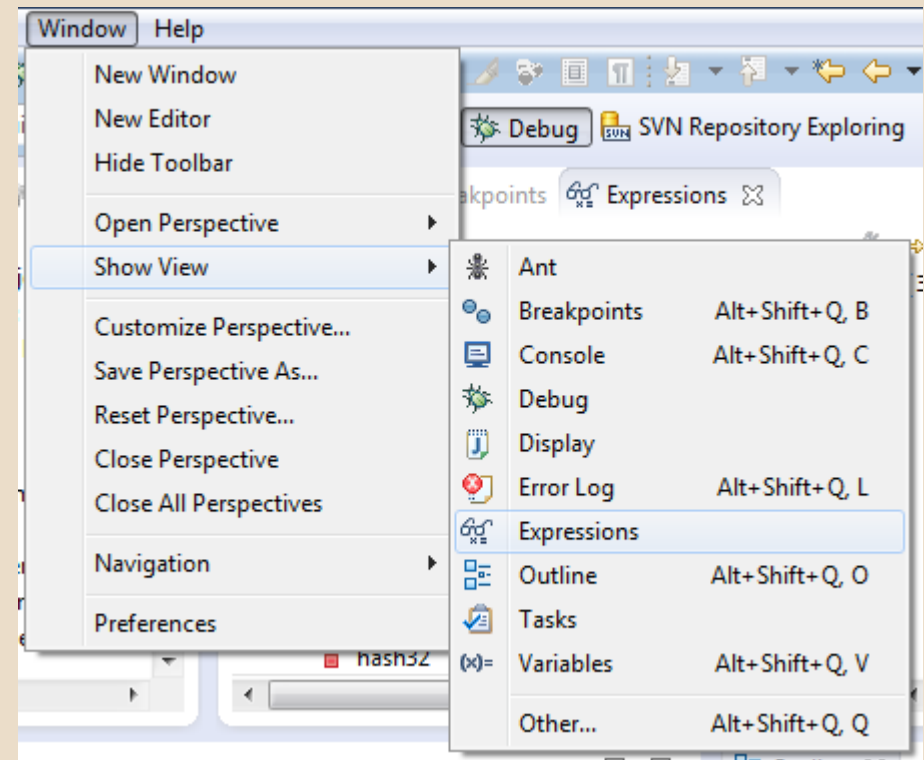 Window Help
New Window
New Editor
Hide Toolbar
Debug SVN Repository Exploring
Expressions
Open Perspective
Show View
Customize Perspective...
Save Perspective As...
Reset Perspective...
Close Perspective
Close All Perspectives
Navigation
Preferences
Ant
Breakpoints Alt+Shift+Q, B
Console Alt+Shift+Q, C
Debug
Display
Error Log Alt+Shift+Q, L
Expressions
Outline Alt+Shift+Q, O
Tasks
Variables Alt+Shift+Q, V
Other... Alt+Shift+Q, Q
hash32